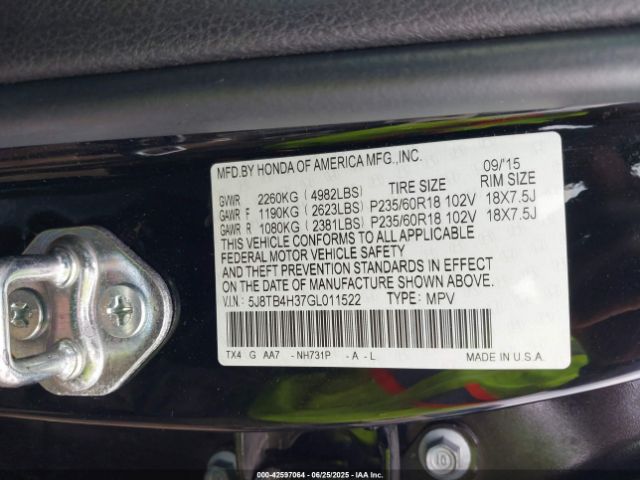 MFD.BY HONDA OF AMERICA MFG.,INC. 09/'15
GVWR 2260KG (4982LBS) TIRE SIZE RIM SIZE
GAWR F 1190KG (2623LBS) P235/60R18 102V 18X7.5J
GAWR R 1080KG (2381LBS) P235/60R18 102V 18X7.5J
THIS VEHICLE CONFORMS TO ALL APPLICABLE
FEDERAL MOTOR VEHICLE SAFETY
AND THEFT PREVENTION STANDARDS IN EFFECT
ON THE DATE OF MANUFACTURE SHOWN ABOVE.
V.I.N: 5J8TB4H37GL011522 TYPE: MPV
TX4 G AA7 -NH731P -A -L MADE IN U.S.A.
000-42597064 06/25/2025 IAA Inc.